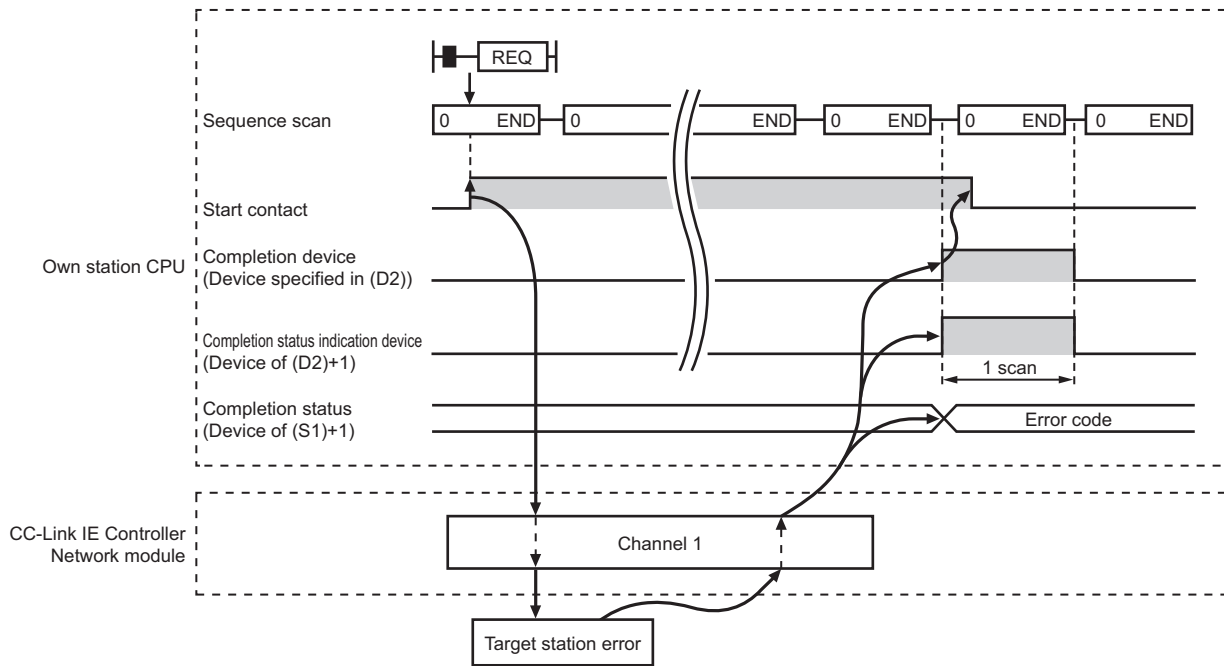 REQ
Sequence scan
0 END 0 END 0 END 0 END 0 END
Start contact
Own station CPU
Completion device
(Device specified in (D2))
Completion status indication device
(Device of (D2)+1)
1 scan
Completion status
(Device of (S1)+1)
Error code
CC-Link IE Controller
Network module
Channel 1
Target station error